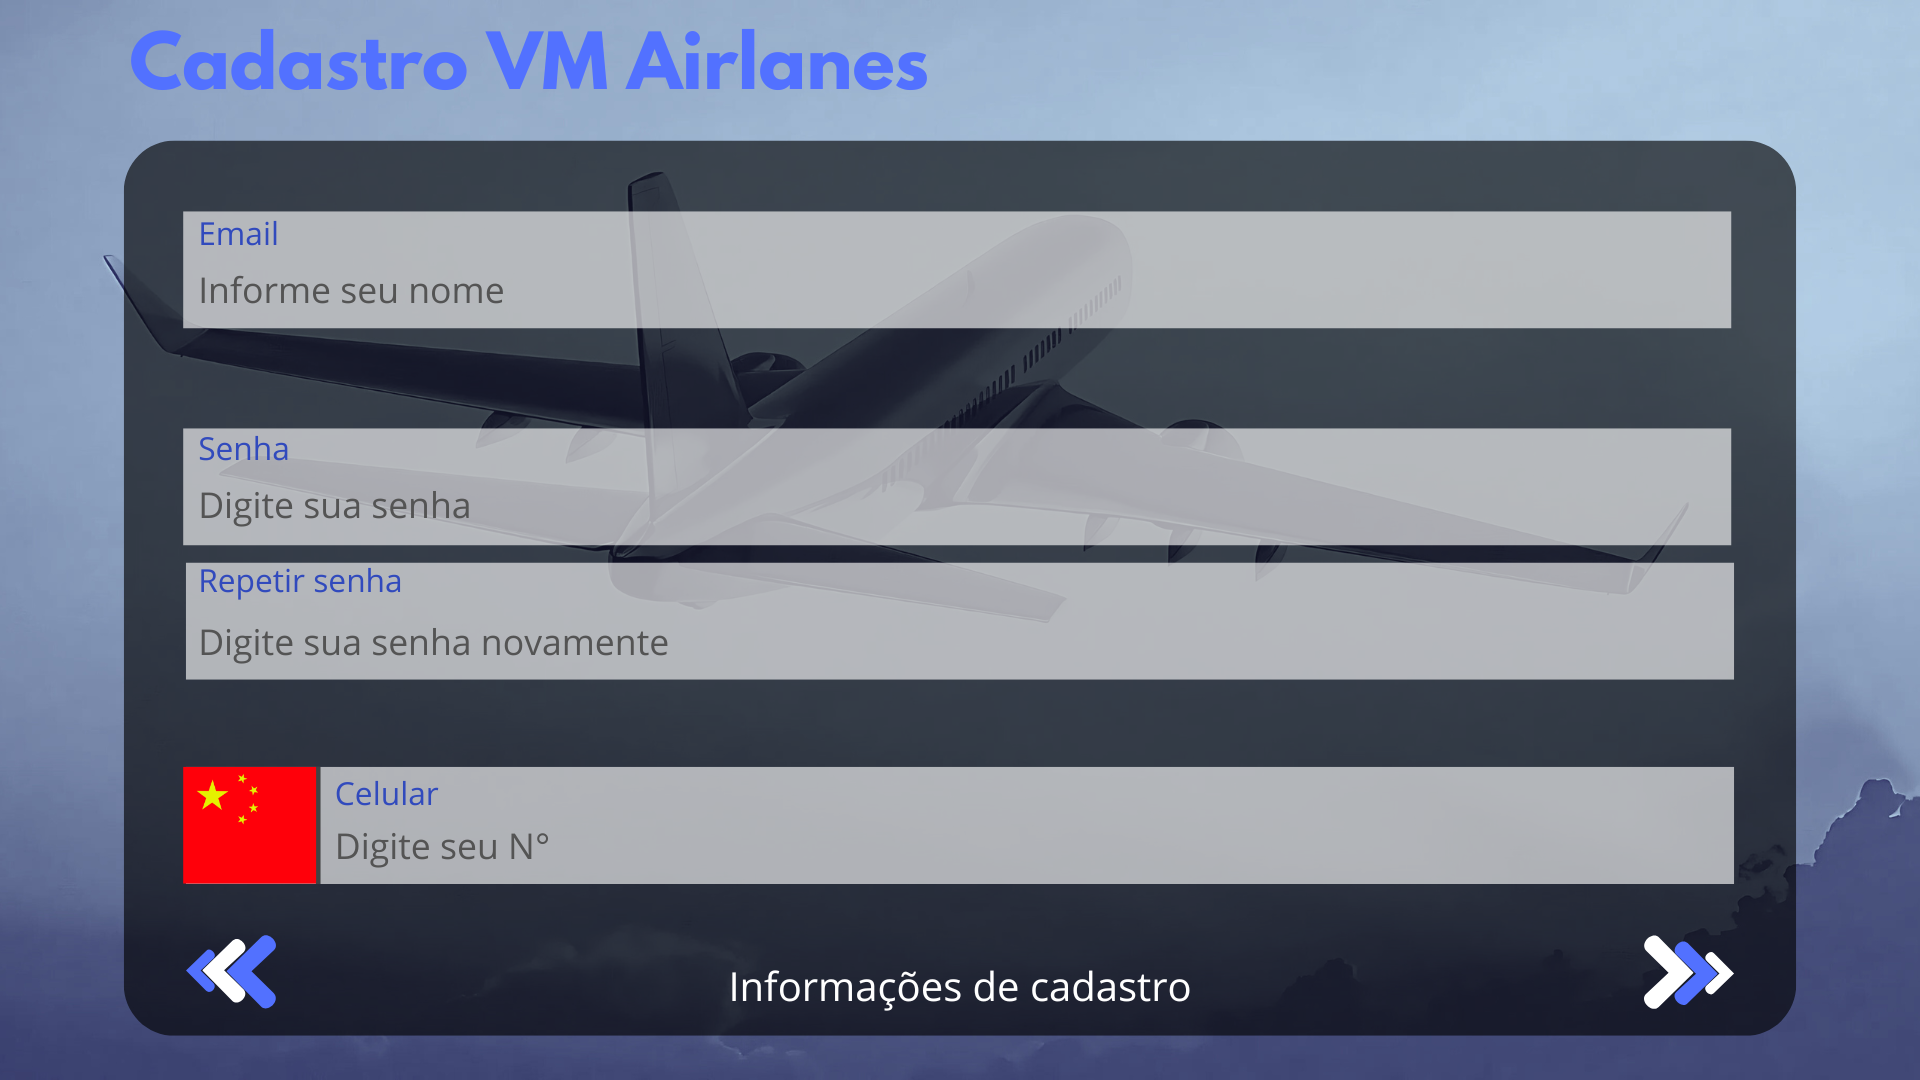 Cadastro VM Airlanes
Email
Informe seu nome
Senha
Digite sua senha
Repetir senha
Digite sua senha novamente
Celular
Digite seu N°
Informações de cadastro